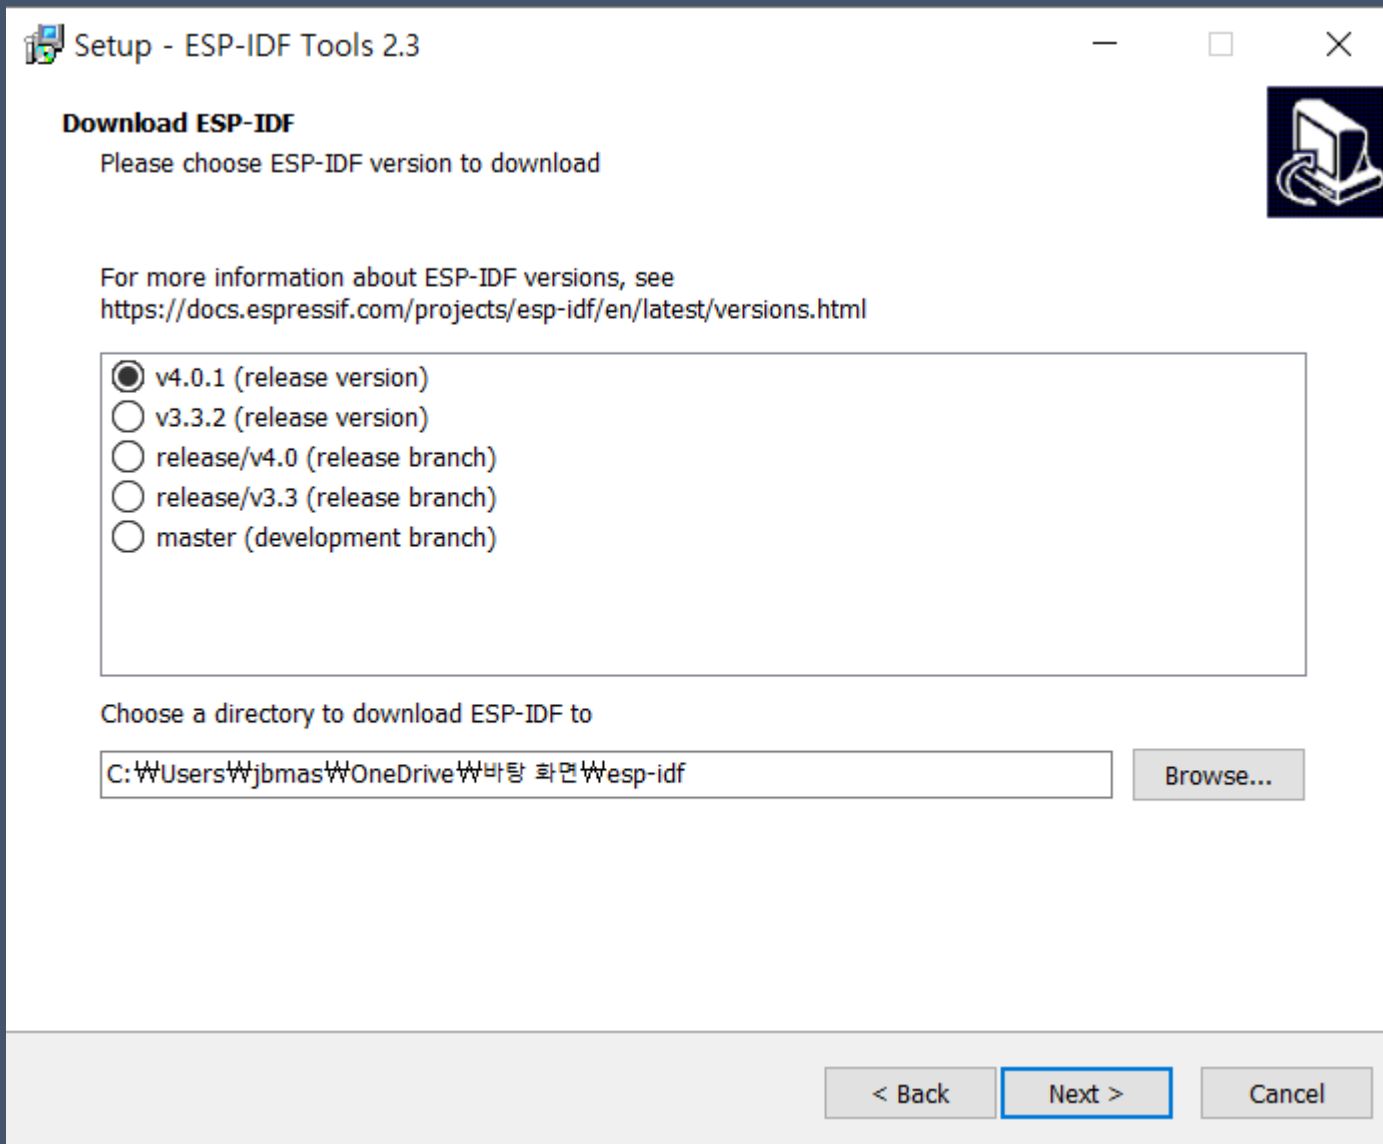 Setup - ESP-IDF Tools 2.3
Download ESP-IDF
Please choose ESP-IDF version to download
For more information about ESP-IDF versions, see
https://docs.espressif.com/projects/esp-idf/en/latest/versions.html
v4.0.1 (release version)
v3.3.2 (release version)
release/v4.0 (release branch)
release/v3.3 (release branch)
master (development branch)
Choose a directory to download ESP-IDF to
C:₩Users₩jbmas₩OneDrive₩바탕 화면₩esp-idf
Browse...
< Back
Next >
Cancel